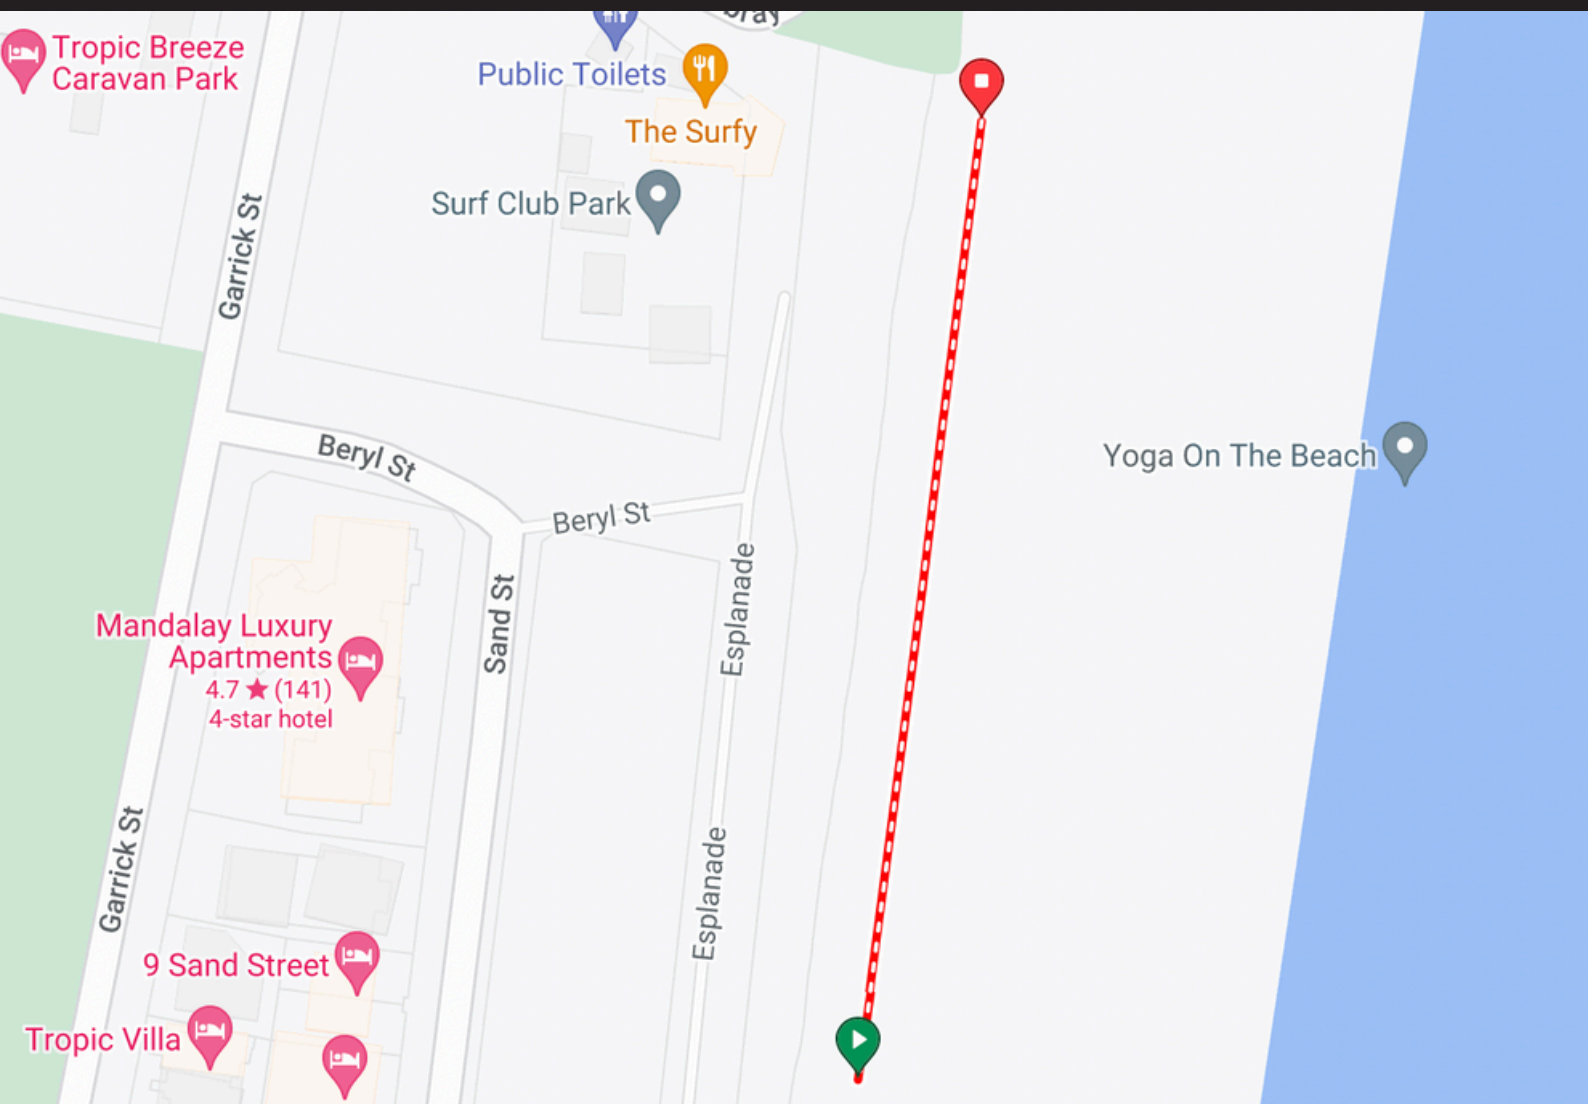 Tropic Breeze
Caravan Park
Public Toilets
The Surfy
Surf Club Park
Garrick St
Beryl St
Beryl St
Yoga On The Beach
Esplanade
Sand St
Mandalay Luxury
Apartments
4.7 ★ (141)
4-star hotel
Garrick St
Esplanade
9 Sand Street
Tropic Villa